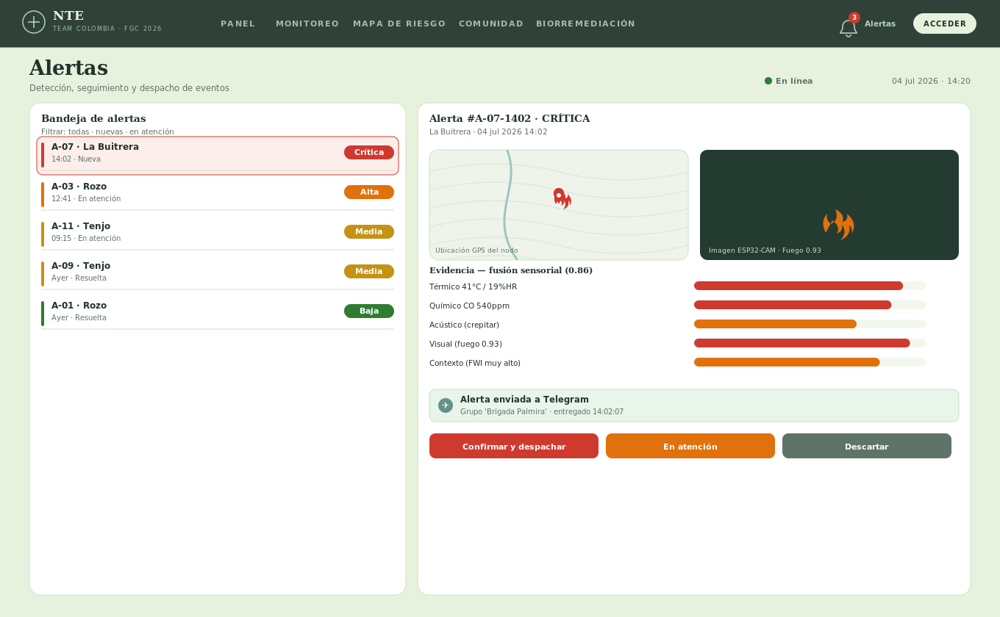 NTE
TEAM COLOMBIA · FGC 2026
PANEL
MONITOREO
MAPA DE RIESGO
COMUNIDAD
BIORREMEDIACIÓN
3
Alertas
ACCEDER
Alertas
Detección, seguimiento y despacho de eventos
En línea
04 jul 2026 · 14:20
Bandeja de alertas
Filtrar: todas · nuevas · en atención
A-07 · La Buitrera
14:02 · Nueva
Crítica
A-03 · Rozo
12:41 · En atención
Alta
A-11 · Tenjo
09:15 · En atención
Media
A-09 · Tenjo
Ayer · Resuelta
Media
A-01 · Rozo
Ayer · Resuelta
Baja
Alerta #A-07-1402 · CRÍTICA
La Buitrera · 04 jul 2026 14:02
Ubicación GPS del nodo
Imagen ESP32-CAM · Fuego 0.93
Evidencia — fusión sensorial (0.86)
Térmico 41°C / 19%HR
Químico CO 540ppm
Acústico (crepitar)
Visual (fuego 0.93)
Contexto (FWI muy alto)
Alerta enviada a Telegram
Grupo 'Brigada Palmira' · entregado 14:02:07
Confirmar y despachar
En atención
Descartar